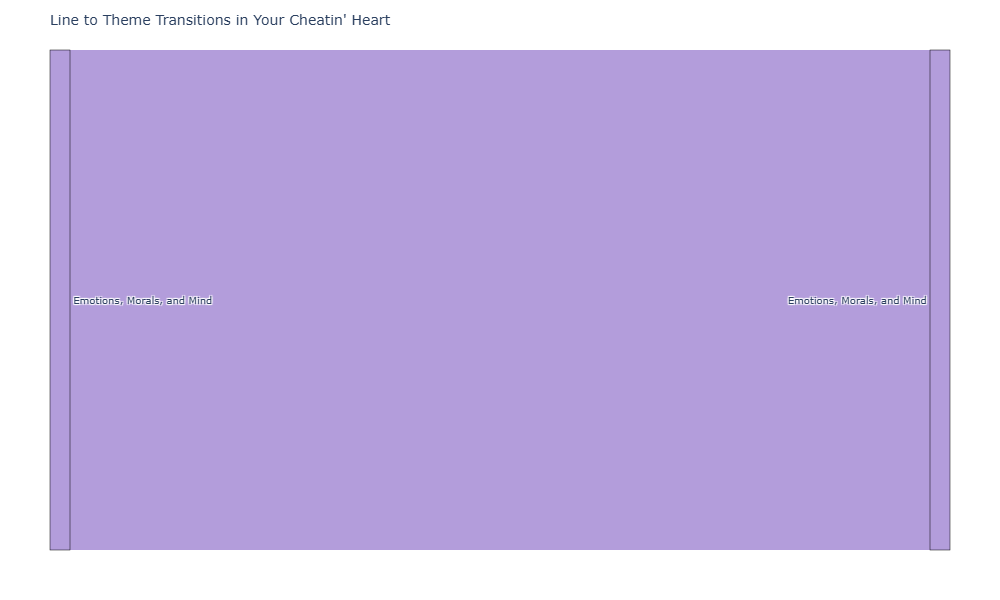 Line to Theme Transitions in Your Cheatin' Heart
Emotions, Morals, and Mind
Emotions, Morals, and Mind